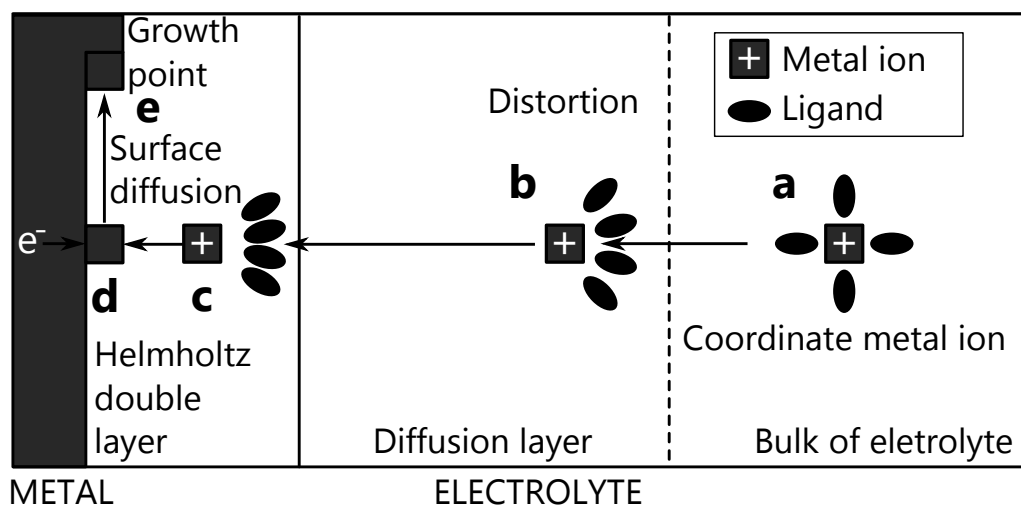 Growth
point
e
Surface
diffusion
e-
d
c
Helmholtz
double
layer
Distortion
b
Diffusion layer
+ Metal ion
Ligand
a
+
+
+
Coordinate metal ion
Bulk of eletrolyte
METAL
ELECTROLYTE